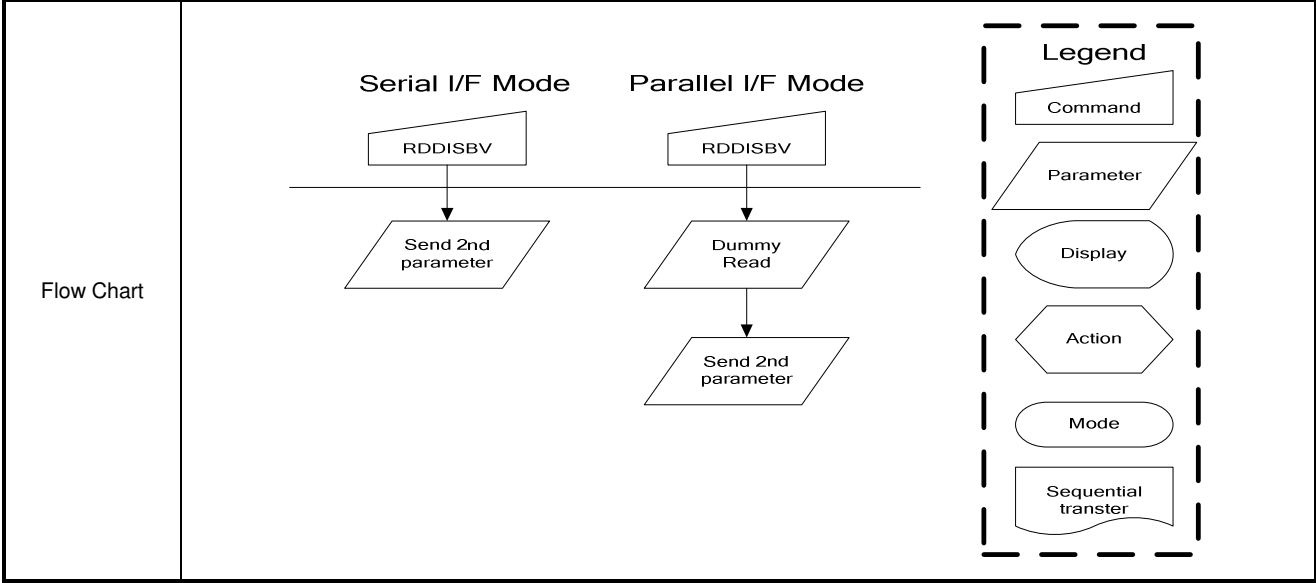 Flow Chart
Serial I/F Mode
RDDISBV
Send 2nd
parameter
Parallel I/F Mode
RDDISBV
Dummy
Read
Send 2nd
parameter
Legend
Command
Parameter
Display
Action
Mode
Sequential
transter